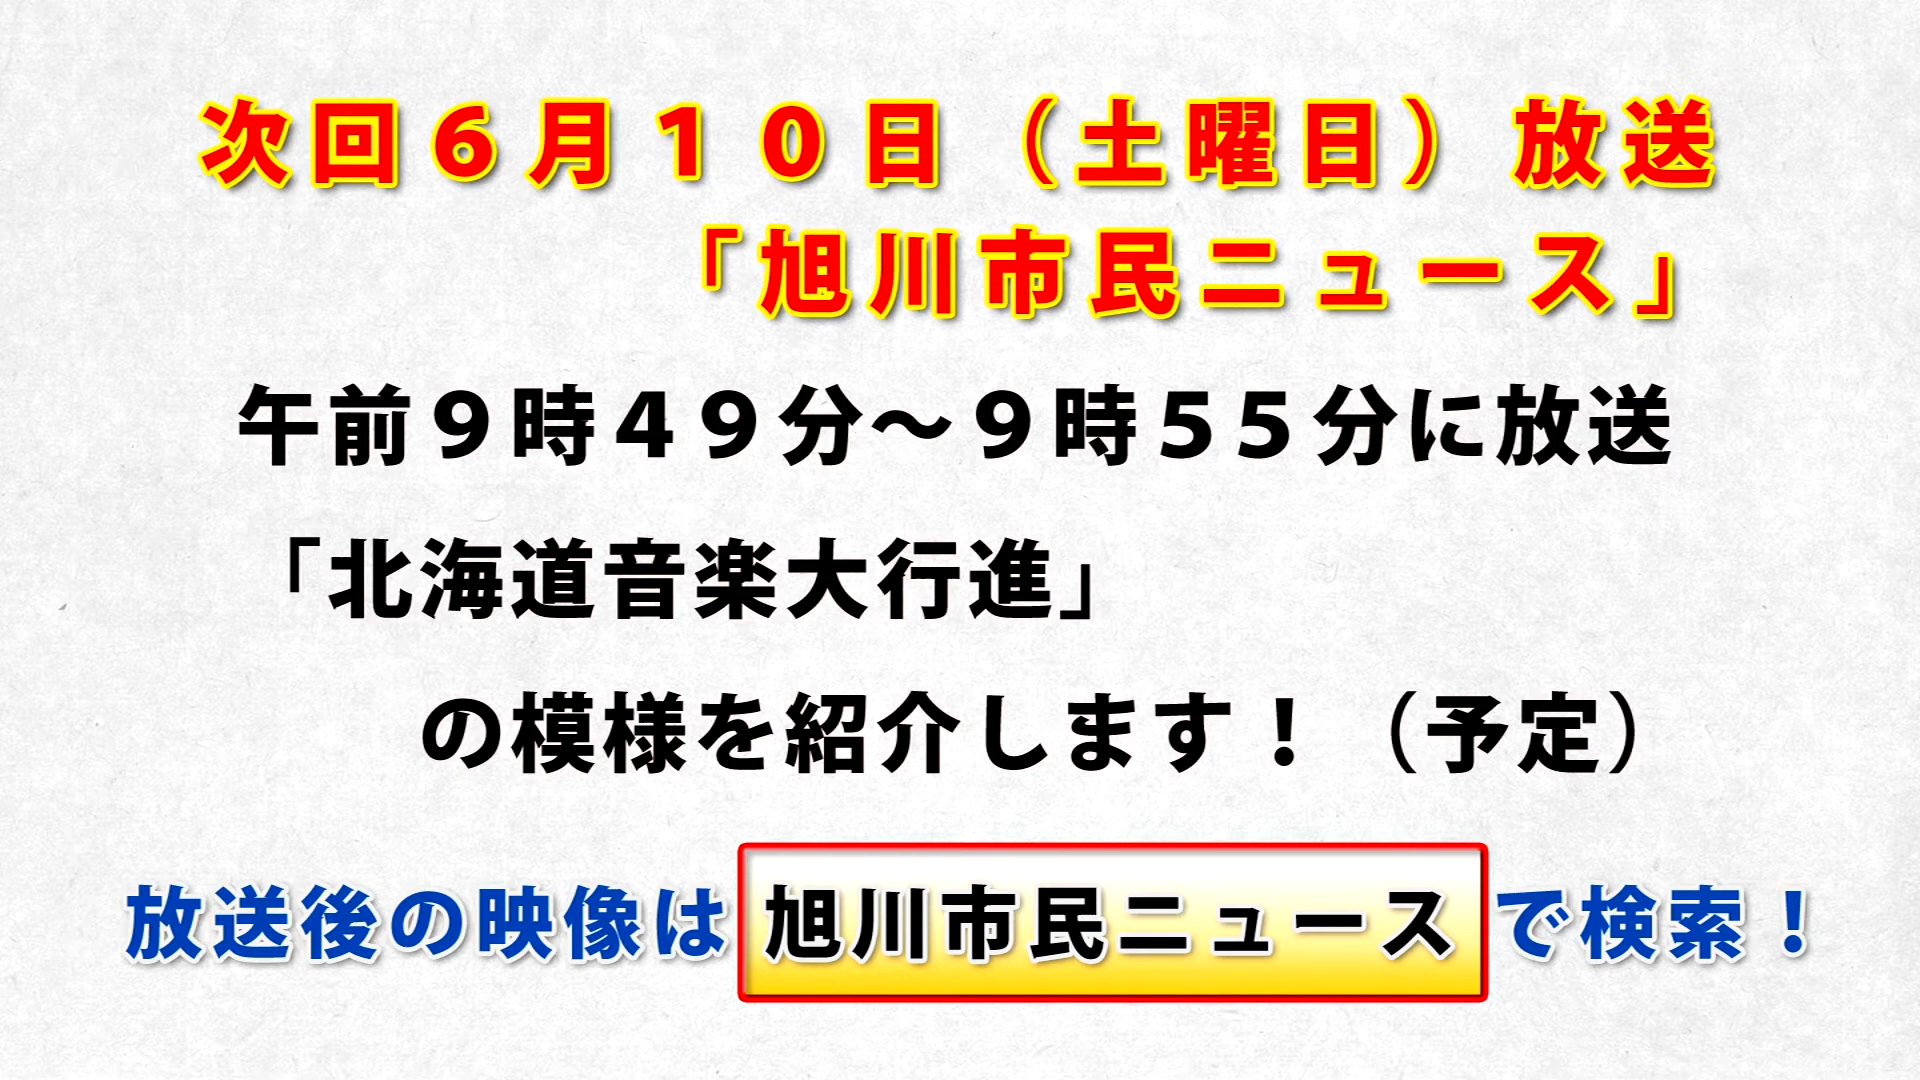 次回６月１０日（土曜日）放送
「旭川市民ニュース」
午前９時４９分～９時５５分に放送
「北海道音楽大行進」
の模様を紹介します！（予定）
放送後の映像は 旭川市民ニュース で検索！